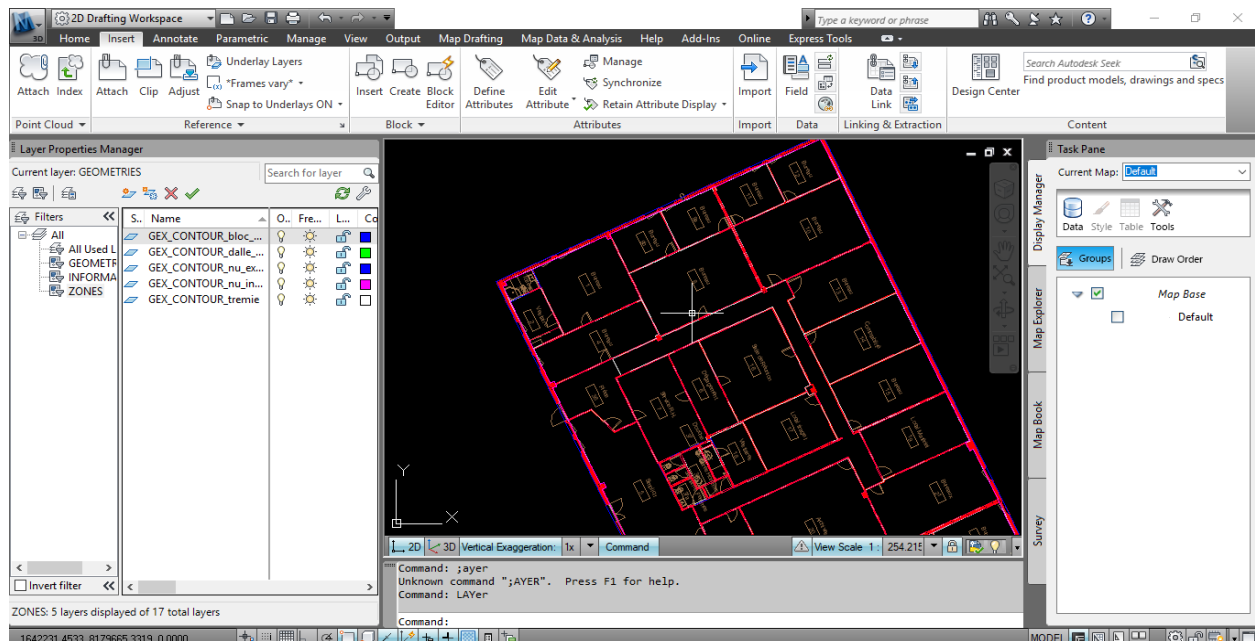 2D Drafting Workspace
Type a keyword or phrase
3D
Home Insert Annotate Parametric Manage View Output Map Drafting Map Data & Analysis Help Add-Ins Online Express Tools
Attach Index
Attach Clip Adjust
Underlay Layers
*Frames vary*
Snap to Underlays ON
Insert Create Block Editor
Define Attributes
Edit Attribute
Manage
Synchronize
Retain Attribute Display
Import
Field
Data Link
Design Center
Search Autodesk Seek
Find product models, drawings and specs
Point Cloud
Reference
Block
Attributes
Import
Data
Linking & Extraction
Content
Layer Properties Manager
Current layer: GEOMETRIES
Search for layer
Filters
All
All Used L
GEOMETR
INFORMA
ZONES
S.. Name O.. Fre... L... Co
GEX_CONTOUR_bloc_...
GEX_CONTOUR_dalle_...
GEX_CONTOUR_nu_ex...
GEX_CONTOUR_nu_in...
GEX_CONTOUR_tremie
Invert filter
ZONES: 5 layers displayed of 17 total layers
Y
X
2D 3D Vertical Exaggeration: 1x Command
View Scale 1 : 254.215
Command: ;ayer
Unknown command ";AYER". Press F1 for help.
Command: LAYer
Command:
Task Pane
Current Map: Default
Display Manager
Map Explorer
Map Book
Survey
Data Style Table Tools
Groups Draw Order
Map Base
Default
1642231.4533, 8179665.3319, 0.0000
MODEL